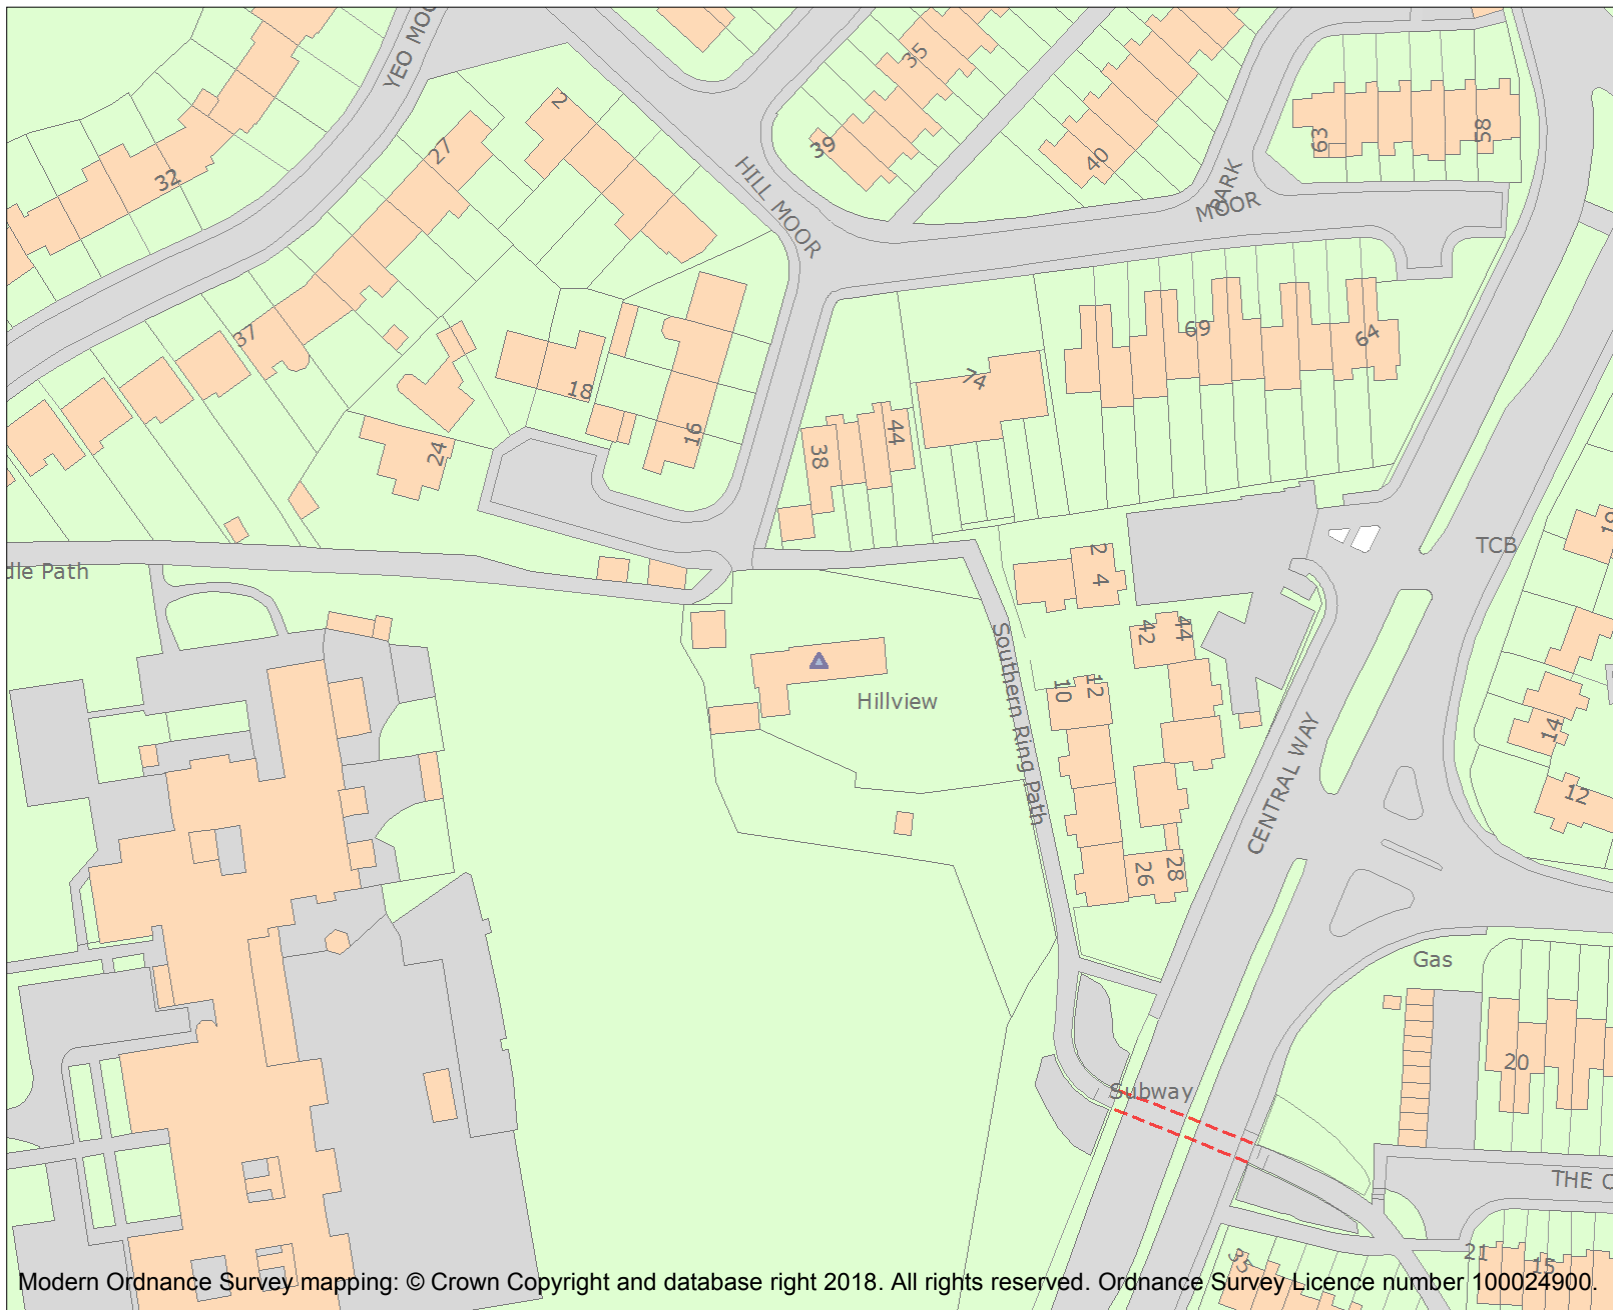 YEO MOO
35
2
27
39
40
63
58
32
HILL MOOR
PARK
MOOR
37
69
64
18
74
24
16
38
44
TCB
dle Path
2
4
42
44
Southern Ring Path
10
12
Hillview
14
12
CENTRAL WAY
26
28
Gas
20
Subway
THE C
21
15
Modern Ordnance Survey mapping: © Crown Copyright and database right 2018. All rights reserved. Ordnance Survey Licence number 100024900.